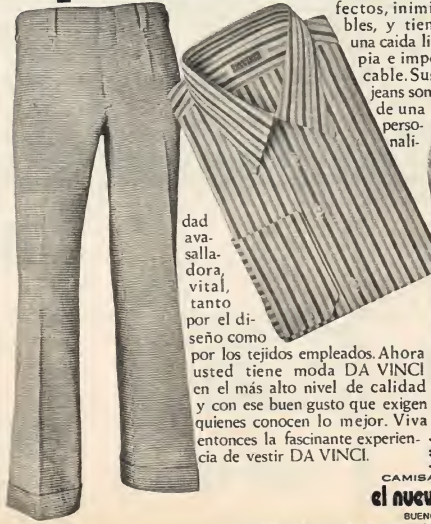 fectos, inimi
bles, y tien
una caida li
pia e impe
cable. Sus
jeans son
de una
perso-
nali-
dad
ava-
salla-
dora,
vital,
tanto
por el di-
seño como
por los tejidos empleados. Ahora
usted tiene moda DA VINCI
en el más alto nivel de calidad
y con ese buen gusto que exigen
quienes conocen lo mejor. Viva
entonces la fascinante experien-
cia de vestir DA VINCI.
CAMISA
el nuev
BUENO